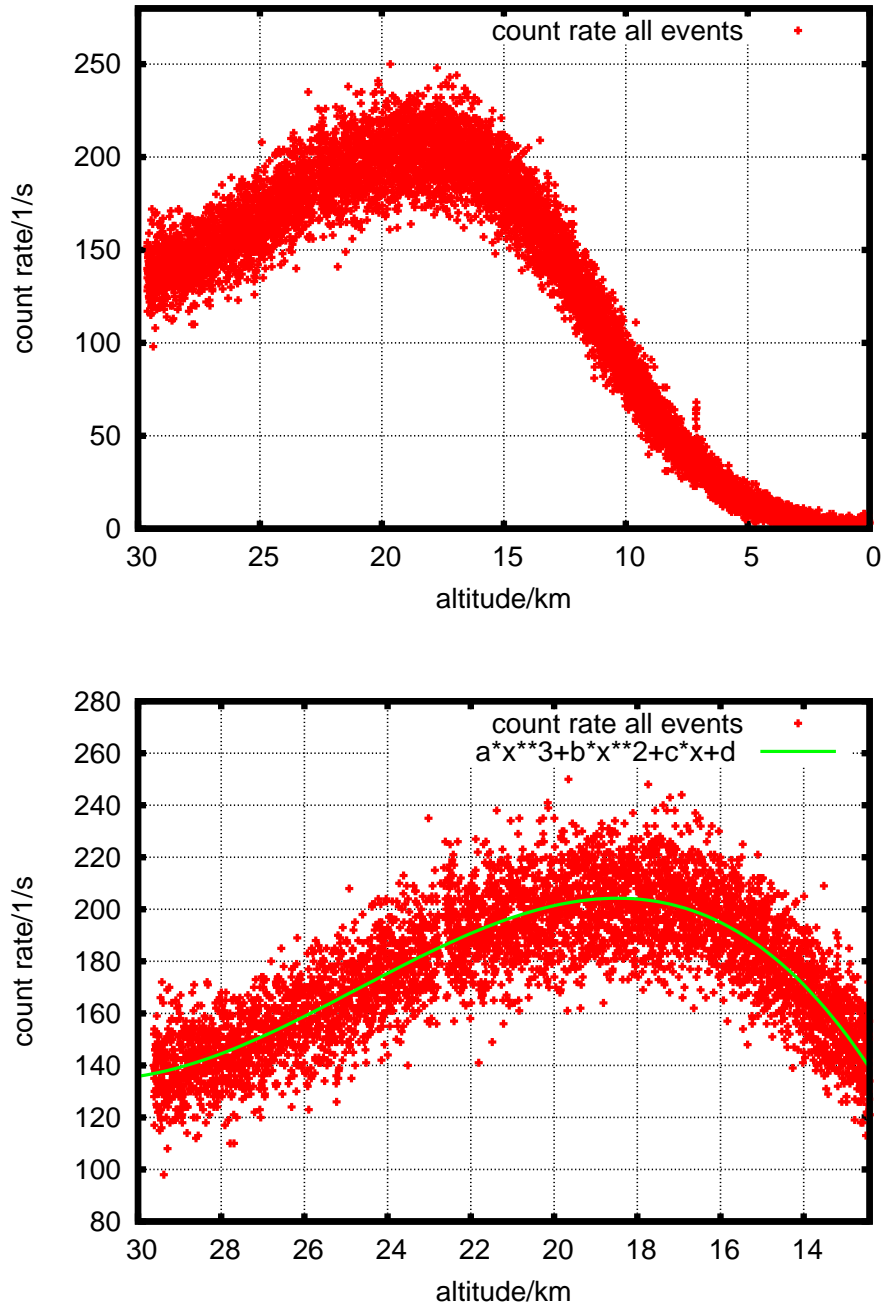 count rate all events
250
200
150
100
50
0
count rate/1/s
30 25 20 15 10 5 0
altitude/km
280
260
240
220
200
180
160
140
120
100
80
count rate all events
a*x**3+b*x**2+c*x+d
count rate/1/s
30 28 26 24 22 20 18 16 14
altitude/km